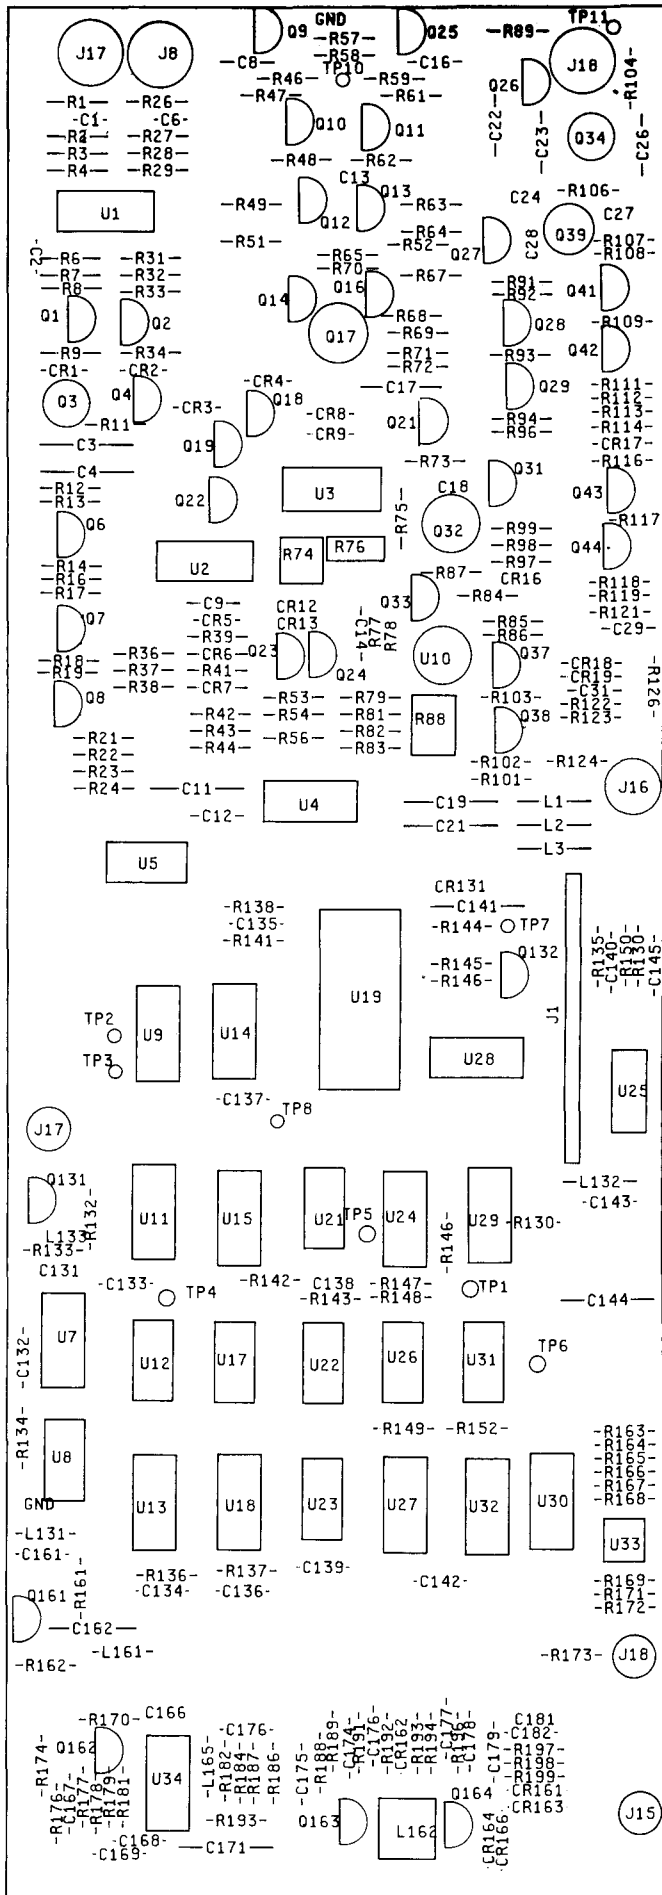 GND TP11
Q9 -R57- Q25 -R89-
J17 J8 -C8- -R58- -C16- J18
-R46- TP10 -R59- Q26 -R104-
-R1- -R26- -R47- -R61-
-C1- -C6- Q10 Q11 -C22- -C23- Q34 -C26-
-R2- -R27-
-R3- -R28- -R48- -R62-
-R4- -R29- C13
U1 -R49- Q12 Q13 -R63- C24 -R106- C27
-R64-
-R51- -R52- Q27 C28 Q39 -R107-
-C2- -R6- -R31- -R65- -R108-
-R7- -R32- -R70- -R67- -R91-
-R8- -R33- Q14 Q16 -R92- Q41
Q1 Q2 -R68- Q28 -R109-
Q17 -R69-
-R9- -R34- -R71- -R93- Q42
-CR1- -CR2- -R72-
Q3 Q4 -CR4- -C17- Q29 -R111-
-CR3- Q18 -CR8- Q21 -R112-
-R11- -CR9- -R94- -R113-
-C3- Q19 -R96- -R114-
-CR17-
-C4- -R73- Q31 -R116-
-R12- Q22 U3 C18 Q43
-R13- -R75- -R117
Q6 Q32 -R99-
U2 R74 R76 -R98- Q44
-R14- -R97-
-R16- -R87- CR16 -R118-
-R17- Q33 -R84- -R119-
-C9- CR12 -R121-
Q7 -CR5- CR13 -C14- R77 R78 -R85- -C29-
-R39- -R86-
-R18- -R36- -CR6- Q23 Q24 U10 Q37 -CR18-
-R19- -R37- -R41- -CR19- -R126-
Q8 -R38- -CR7- -R53- -R79- -R103- -C31-
-R42- -R54- -R81- R88 Q38 -R122-
-R21- -R43- -R56- -R82- -R123-
-R22- -R44- -R83-
-R23- -R102- -R124-
-R24- -C11- U4 -R101- J16
-C12- -C19- -L1-
-C21- -L2-
U5 -L3-
CR131
-R138- -C141-
-C135- -R144- TP7
-R141- -R145- Q132 -R135- -C140- -R150- -R130- -C145-
-R146-
U19
TP2 U9 U14 J1
TP3 U28
-C137- TP8 U25
J17
Q131 -L132-
-R132- U11 U15 U21 TP5 U24 U29 -C143-
L133 -R146- -R130-
-R133-
C131 -C133- -R142- C138 -R147-
TP4 -R143- -R148- TP1 -C144-
U7
-C132- U12 U17 U22 U26 U31 TP6
-R134- -R149- -R152- -R163-
U8 -R164-
-R165-
-R166-
-R167-
GND U13 U18 U23 U27 U32 U30 -R168-
-L131- U33
-C161- -R136- -R137- -C139- -R169-
Q161 -R161- -C134- -C136- -C142- -R171-
-R172-
-C162-
-L161- -R173- J18
-R162-
-R170- C166 -C176- -R189- -C174- -R191- -C176- -R192- CR162 -R193- -R194- -C177- -R196- -C178- C181
-R174- Q162 -C182-
-R176- -C167- -R177- -R178- -R179- -R181- U34 -L165- -R182- -R184- -R187- -R186- -C175- -R188- -C179- -R197-
-R198-
-R199-
-CR161-
-R193- Q163 L162 Q164 -CR163- J15
-C168- -C171- -CR164- -CR166-
-C169-